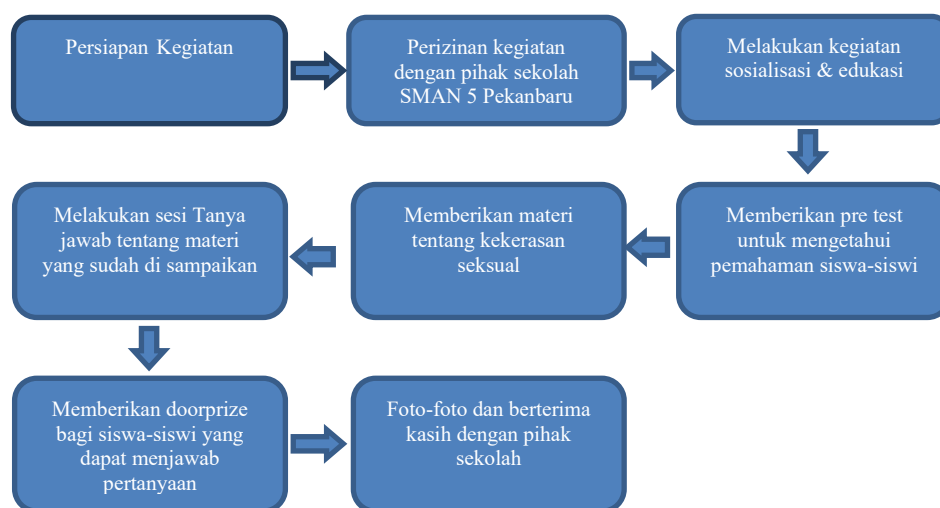 Persiapan Kegiatan
Perizinan kegiatan
dengan pihak sekolah
SMAN 5 Pekanbaru
Melakukan kegiatan
sosialisasi & edukasi
Memberikan pre test
untuk mengetahui
pemahaman siswa-siswi
Memberikan materi
tentang kekerasan
seksual
Melakukan sesi Tanya
jawab tentang materi
yang sudah di sampaikan
Memberikan doorprize
bagi siswa-siswi yang
dapat menjawab
pertanyaan
Foto-foto dan berterima
kasih dengan pihak
sekolah